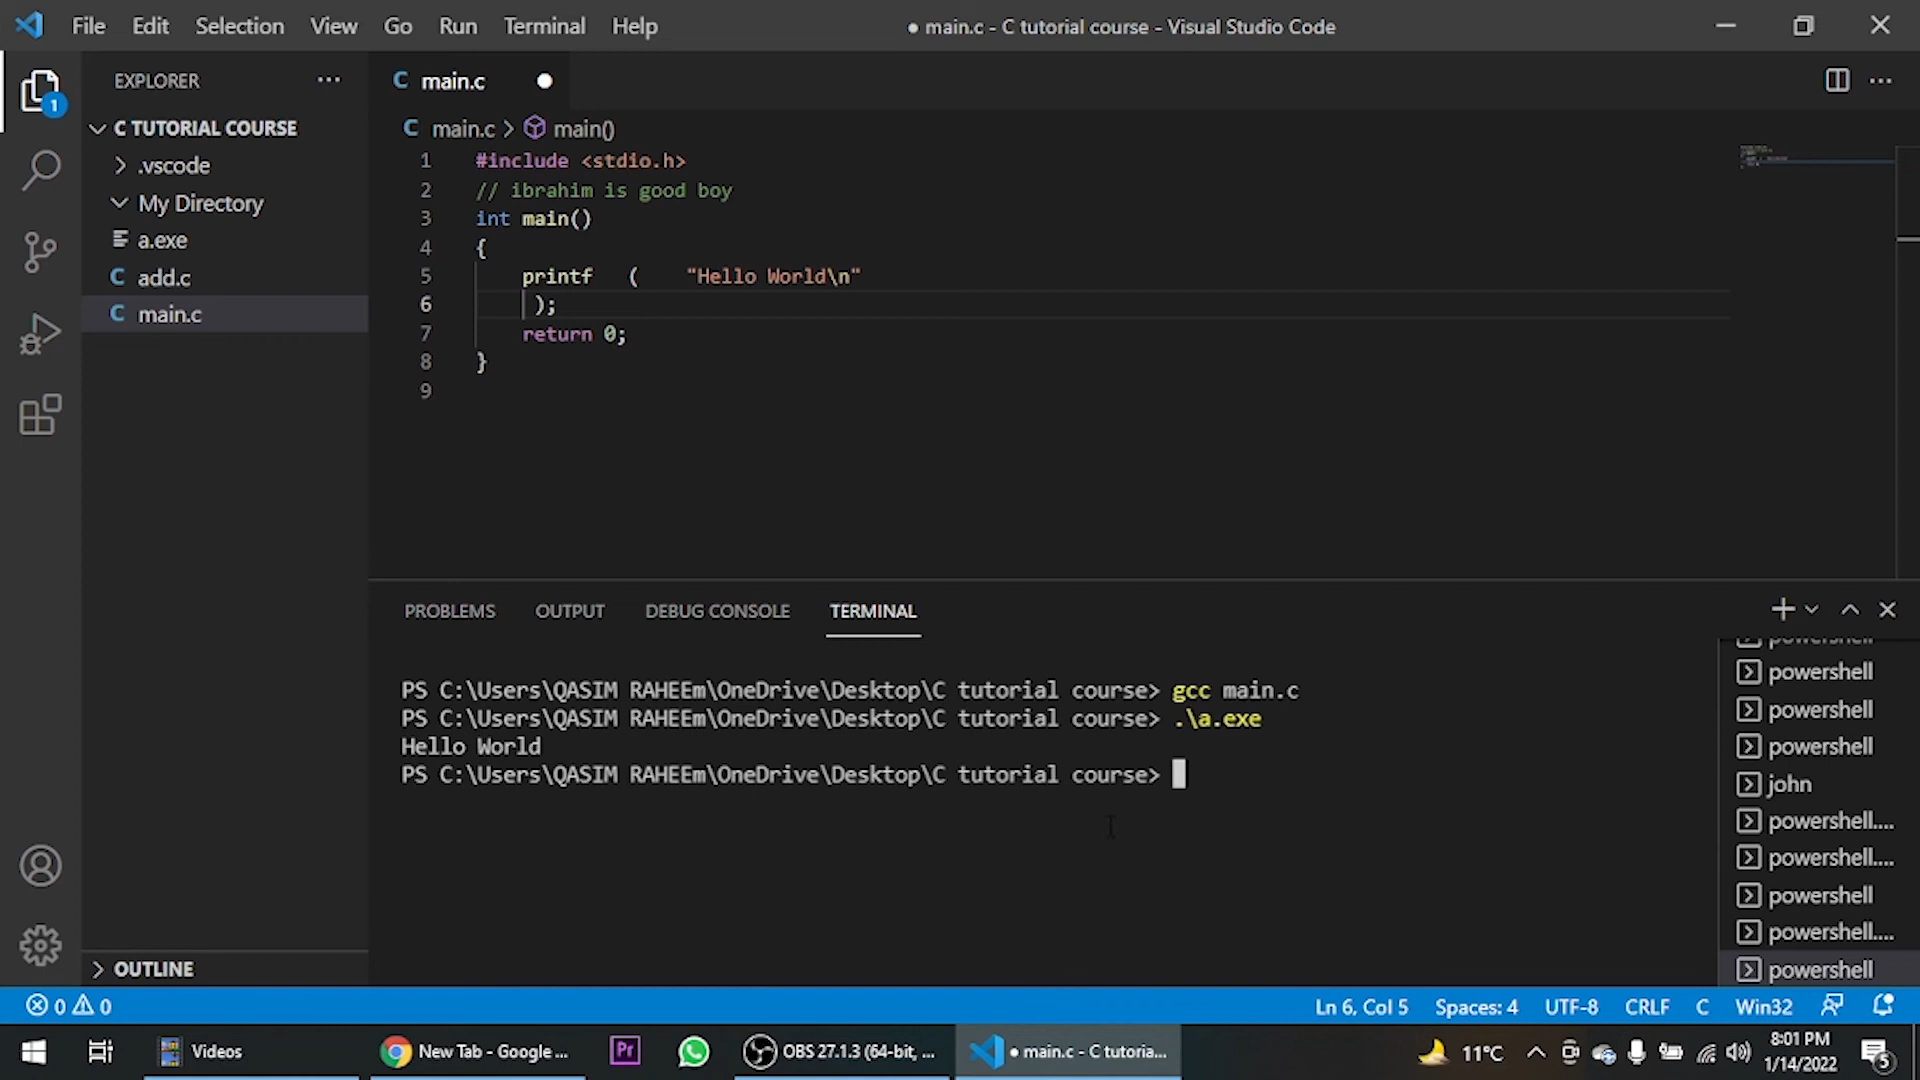 File Edit Selection View Go Run Terminal Help
● main.c - C tutorial course - Visual Studio Code
1
EXPLORER
C TUTORIAL COURSE
.vscode
My Directory
a.exe
C add.c
C main.c
OUTLINE
C main.c
C main.c > main()
1 #include <stdio.h>
2 // ibrahim is good boy
3 int main()
4 {
5 printf ( "Hello World\n"
6 );
7 return 0;
8 }
9
PROBLEMS OUTPUT DEBUG CONSOLE TERMINAL
PS C:\Users\QASIM RAHEEm\OneDrive\Desktop\C tutorial course> gcc main.c
PS C:\Users\QASIM RAHEEm\OneDrive\Desktop\C tutorial course> .\a.exe
Hello World
PS C:\Users\QASIM RAHEEm\OneDrive\Desktop\C tutorial course>
powershell
powershell
powershell
powershell
john
powershell....
powershell....
powershell
powershell....
powershell
0 0
Ln 6, Col 5 Spaces: 4 UTF-8 CRLF C Win32
Videos
New Tab - Google ...
Pr
OBS 27.1.3 (64-bit, ...
● main.c - C tutoria...
11°C
8:01 PM
1/14/2022
5